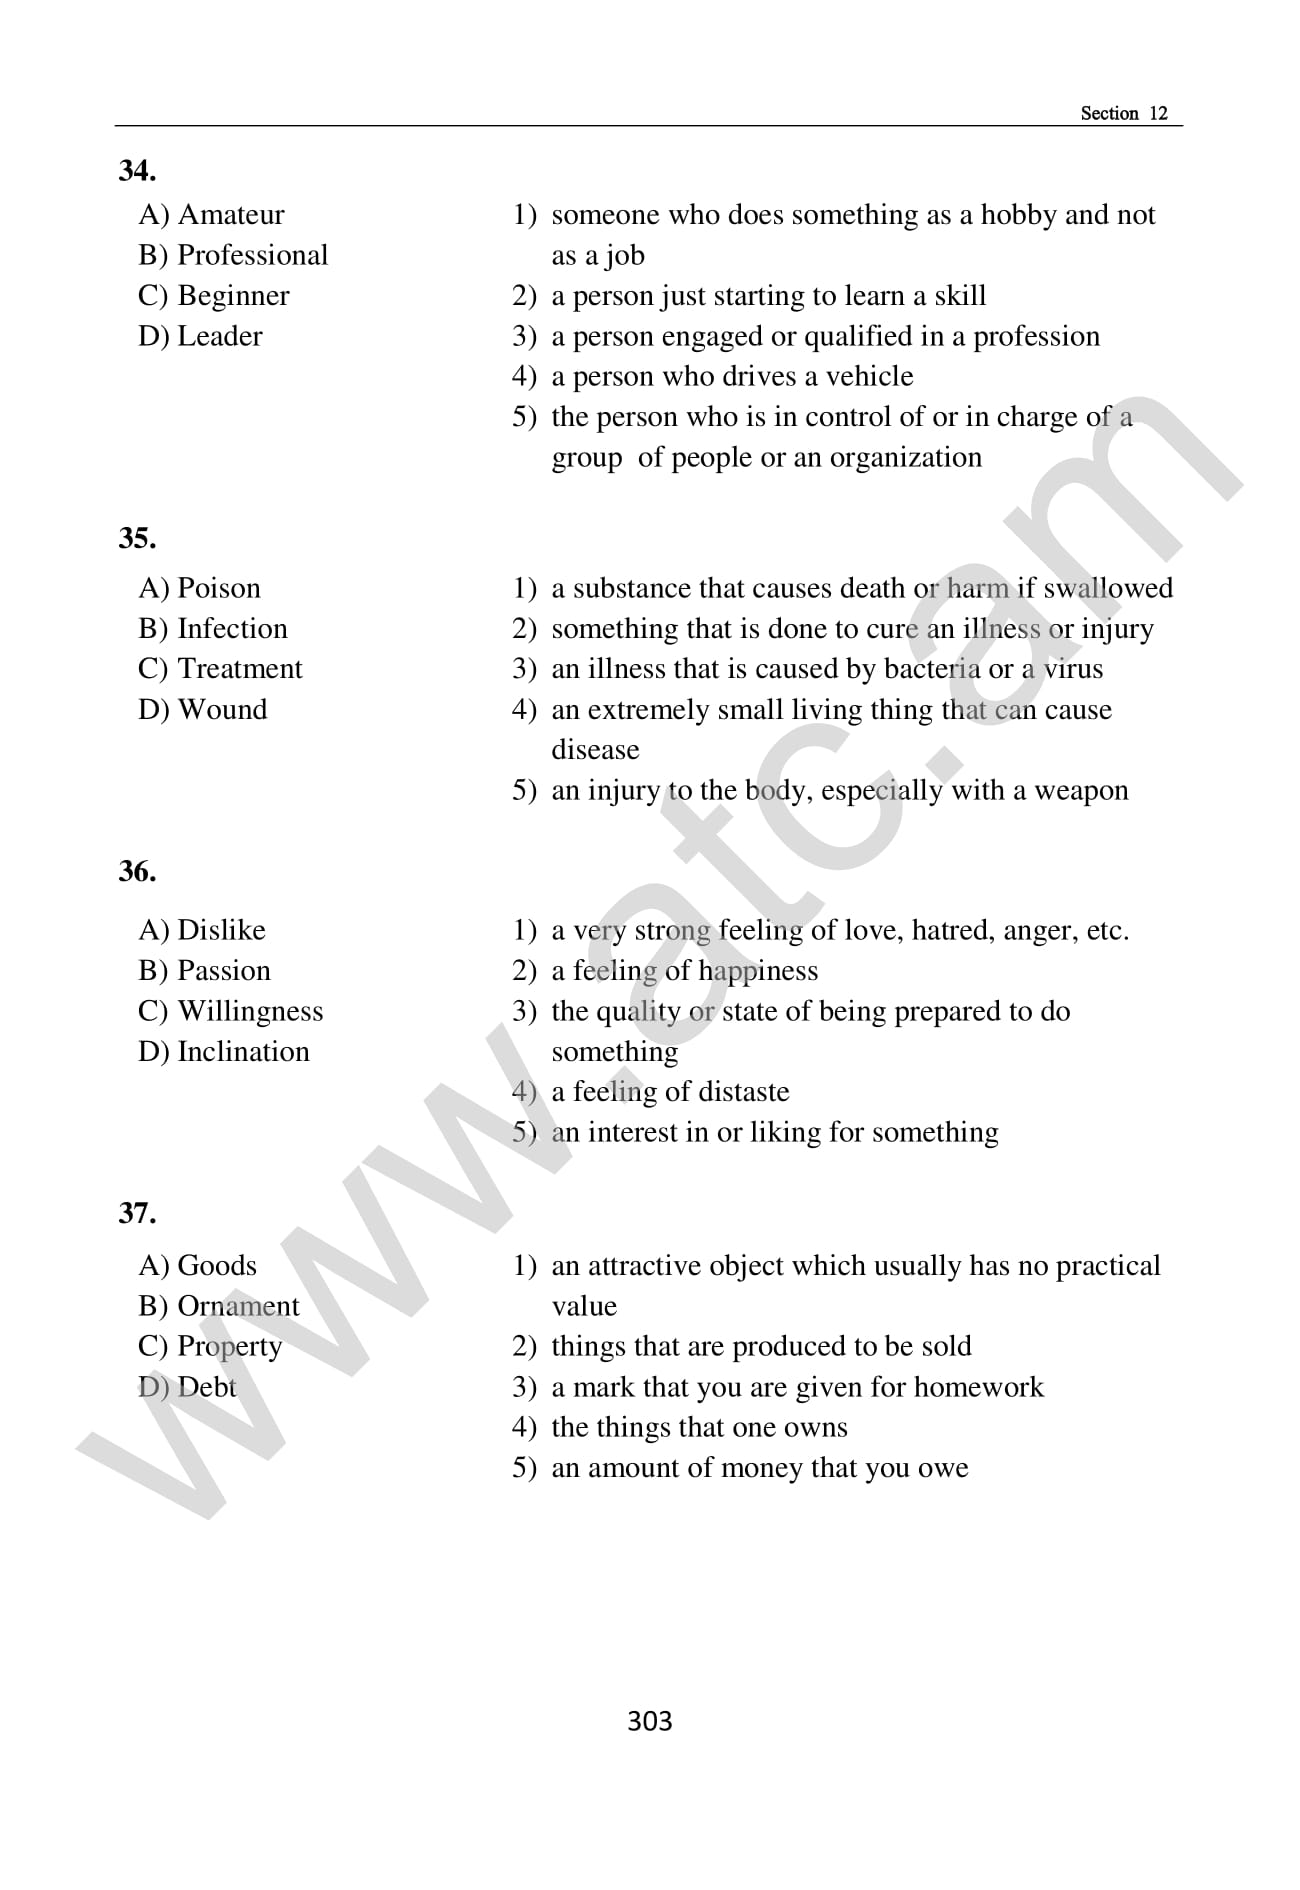 Section 12
34.
A) Amateur 1) someone who does something as a hobby and not
B) Professional as a job
C) Beginner 2) a person just starting to learn a skill
D) Leader 3) a person engaged or qualified in a profession
4) a person who drives a vehicle
5) the person who is in control of or in charge of a
group of people or an organization
35.
A) Poison 1) a substance that causes death or harm if swallowed
B) Infection 2) something that is done to cure an illness or injury
C) Treatment 3) an illness that is caused by bacteria or a virus
D) Wound 4) an extremely small living thing that can cause
disease
5) an injury to the body, especially with a weapon
36.
A) Dislike 1) a very strong feeling of love, hatred, anger, etc.
B) Passion 2) a feeling of happiness
C) Willingness 3) the quality or state of being prepared to do
D) Inclination something
4) a feeling of distaste
5) an interest in or liking for something
37.
A) Goods 1) an attractive object which usually has no practical
B) Ornament value
C) Property 2) things that are produced to be sold
D) Debt 3) a mark that you are given for homework
4) the things that one owns
5) an amount of money that you owe
www.atc.am
303